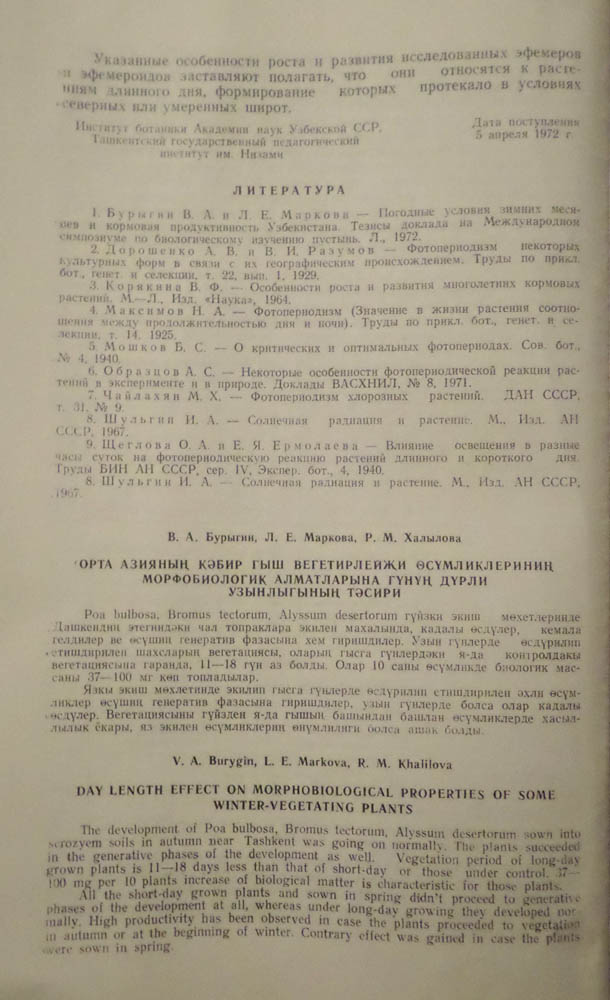 Указанные особенности роста и развития исследованных эфемеров
и эфемероидов заставляют полагать, что они относятся к расте-
ниям длинного дня, формирование которых протекало в условиях
северных или умеренных широт.
Институт ботаники Академии наук Узбекской ССР.
Ташкентский государственный педагогический
институт им. Низами
Дата поступления
5 апреля 1972 г.
ЛИТЕРАТУРА
1. Бурыгин В. А. и Л. Е. Маркова — Погодные условия зимних меся-
цев и кормовая продуктивность Узбекистана. Тезисы доклада на Международном
симпозиуме по биологическому изучению пустынь. Л., 1972.
2. Дорошенко А. В. и В. И. Разумов — Фотопериодизм некоторых
культурных форм в связи с их географическим происхождением. Труды по прикл.
бот., генет. и селекции, т. 22, вып. 1, 1929.
3. Корякина В. Ф. — Особенности роста и развития многолетних кормовых
растений. М.—Л., Изд. «Наука», 1964.
4. Максимов Н. А. — Фотопериодизм (Значение в жизни растения соотно-
шения между продолжительностью дня и ночи). Труды по прикл. бот., генет. и се-
лекции, т. 14, 1925.
5. Мошков Б. С. — О критических и оптимальных фотопериодах. Сов. бот.,
№ 4, 1940.
6. Образцов А. С. — Некоторые особенности фотопериодической реакции рас-
тений в эксперименте и в природе. Доклады ВАСХНИЛ, № 8, 1971.
7. Чайлахян М. Х. — Фотопериодизм хлорозных растений. ДАН СССР,
т. 31, № 9.
8. Шульгин И. А. — Солнечная радиация и растение. М., Изд. АН
СССР, 1967.
9. Щеглова О. А. и Е. Я. Ермолаева — Влияние освещения в разные
часы суток на фотопериодическую реакцию растений длинного и короткого дня.
Труды БИН АН СССР, сер. IV, Экспер. бот., 4, 1940.
8. Шульгин И. А. — Солнечная радиация и растение. М., Изд. АН СССР,
1967.
В. А. Бурыгин, Л. Е. Маркова, Р. М. Халылова
ОРТА АЗИЯНЫҢ КӘБИР ГЫШ ВЕГЕТИРЛЕЙЖИ ӨСҮМЛИКЛЕРИНИҢ
МОРФОБИОЛОГИК АЛМАТЛАРЫНА ГҮНҮҢ ДҮРЛИ
УЗЫНЛЫГЫНЫҢ ТӘСИРИ
Poa bulbosa, Bromus tectorum, Alyssum desertorum гүйзки экиш мөхетлеринде
Дашкендиң этегиндәки чал топраклара экилен махалында, кадалы өсдүлер, кемала
гелдилер ве өсүшиң генератив фазасына хем гиришдилер. Узын гүнлерде өсдүрилип
етишдирилен шахсларың вегетациясы, оларың гысга гүнлердәки я-да контролдакы
вегетациясына гаранда, 11—18 гүн аз болды. Олар 10 саны өсүмликде биологик мас-
саны 37—100 мг көп топладылар.
Язкы экиш мөхлетинде экилип гысга гүнлерде өсдүрилип етишдирилен әхли өсүм-
ликлер өсүшиң генератив фазасына гиришдилер, узын гүнлерде болса олар кадалы
өсдүлер. Вегетациясыны гүйзден я-да гышың башындан башлан өсүмликлерде хасыл-
лылык ёкары, яз экилен өсүмликлериң өнүмлилиги болса ашак болды.
V. A. Burygin, L. E. Markova, R. M. Khalilova
DAY LENGTH EFFECT ON MORPHOBIOLOGICAL PROPERTIES OF SOME
WINTER-VEGETATING PLANTS
The development of Poa bulbosa, Bromus tectorum, Alyssum desertorum sown into
serozyem soils in autumn near Tashkent was going on normally. The plants succeeded
in the generative phases of the development as well. Vegetation period of long-day
grown plants is 11—18 days less than that of short-day or those under control. 37—
100 mg per 10 plants increase of biological matter is characteristic for those plants.
All the short-day grown plants and sown in spring didn't proceed to generative
phases of the development at all, whereas under long-day growing they developed nor-
mally. High productivity has been observed in case the plants proceeded to vegetation
in autumn or at the beginning of winter. Contrary effect was gained in case the plants
were sown in spring.